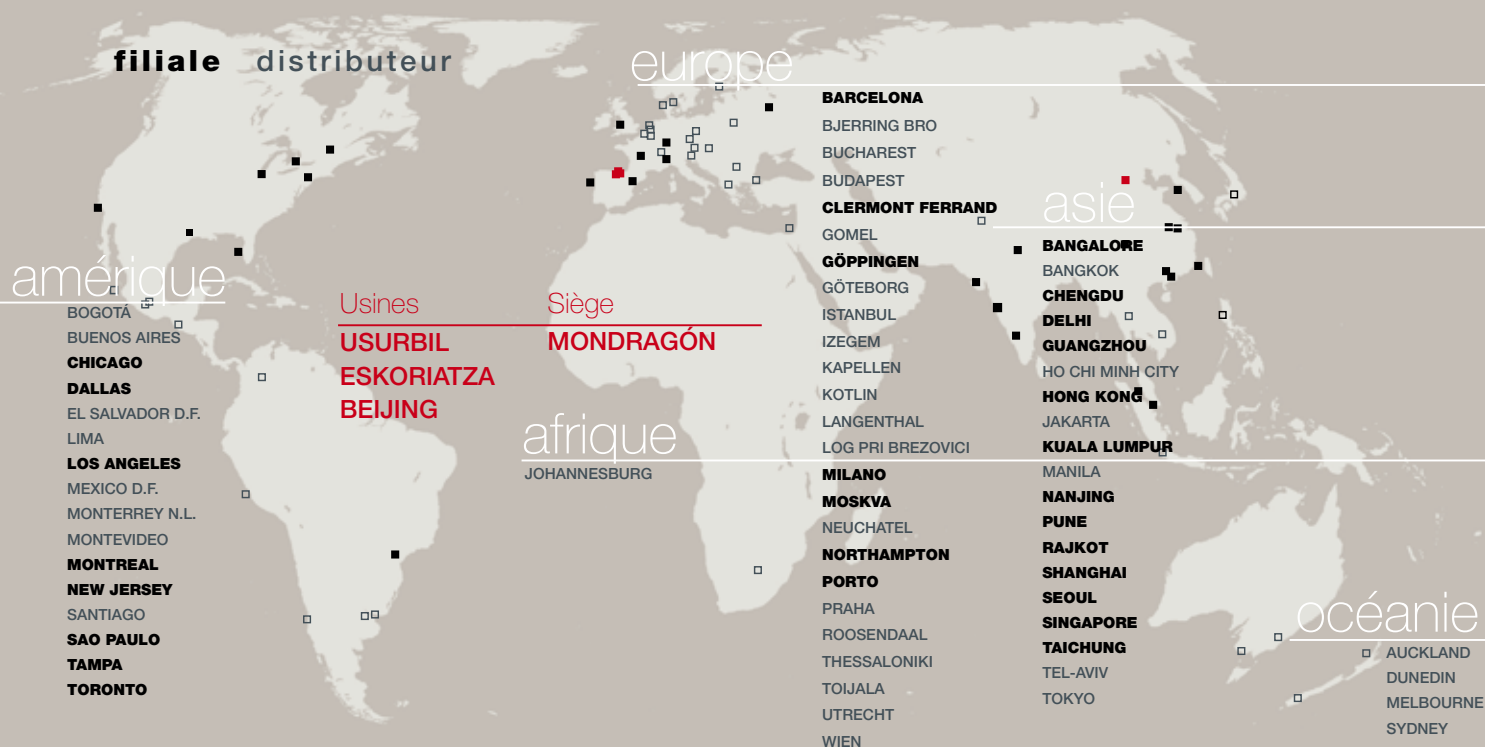 filiale distributeur
europe
BARCELONA
BJERRING BRO
BUCHAREST
BUDAPEST
CLERMONT FERRAND
GOMEL
GÖPPINGEN
GÖTEBORG
ISTANBUL
IZEGEM
KAPELLEN
KOTLIN
LANGENTHAL
LOG PRI BREZOVICI
MILANO
MOSKVA
NEUCHATEL
NORTHAMPTON
PORTO
PRAHA
ROOSENDAAL
THESSALONIKI
TOIJALA
UTRECHT
WIEN
asie
BANGALORE
BANGKOK
CHENGDU
DELHI
GUANGZHOU
HO CHI MINH CITY
HONG KONG
JAKARTA
KUALA LUMPUR
MANILA
NANJING
PUNE
RAJKOT
SHANGHAI
SEOUL
SINGAPORE
TAICHUNG
TEL-AVIV
TOKYO
amérique
BOGOTÁ
BUENOS AIRES
CHICAGO
DALLAS
EL SALVADOR D.F.
LIMA
LOS ANGELES
MEXICO D.F.
MONTERREY N.L.
MONTEVIDEO
MONTREAL
NEW JERSEY
SANTIAGO
SAO PAULO
TAMPA
TORONTO
Usines
USURBIL
ESKORIATZA
BEIJING
Siège
MONDRAGÓN
afrique
JOHANNESBURG
océanie
AUCKLAND
DUNEDIN
MELBOURNE
SYDNEY